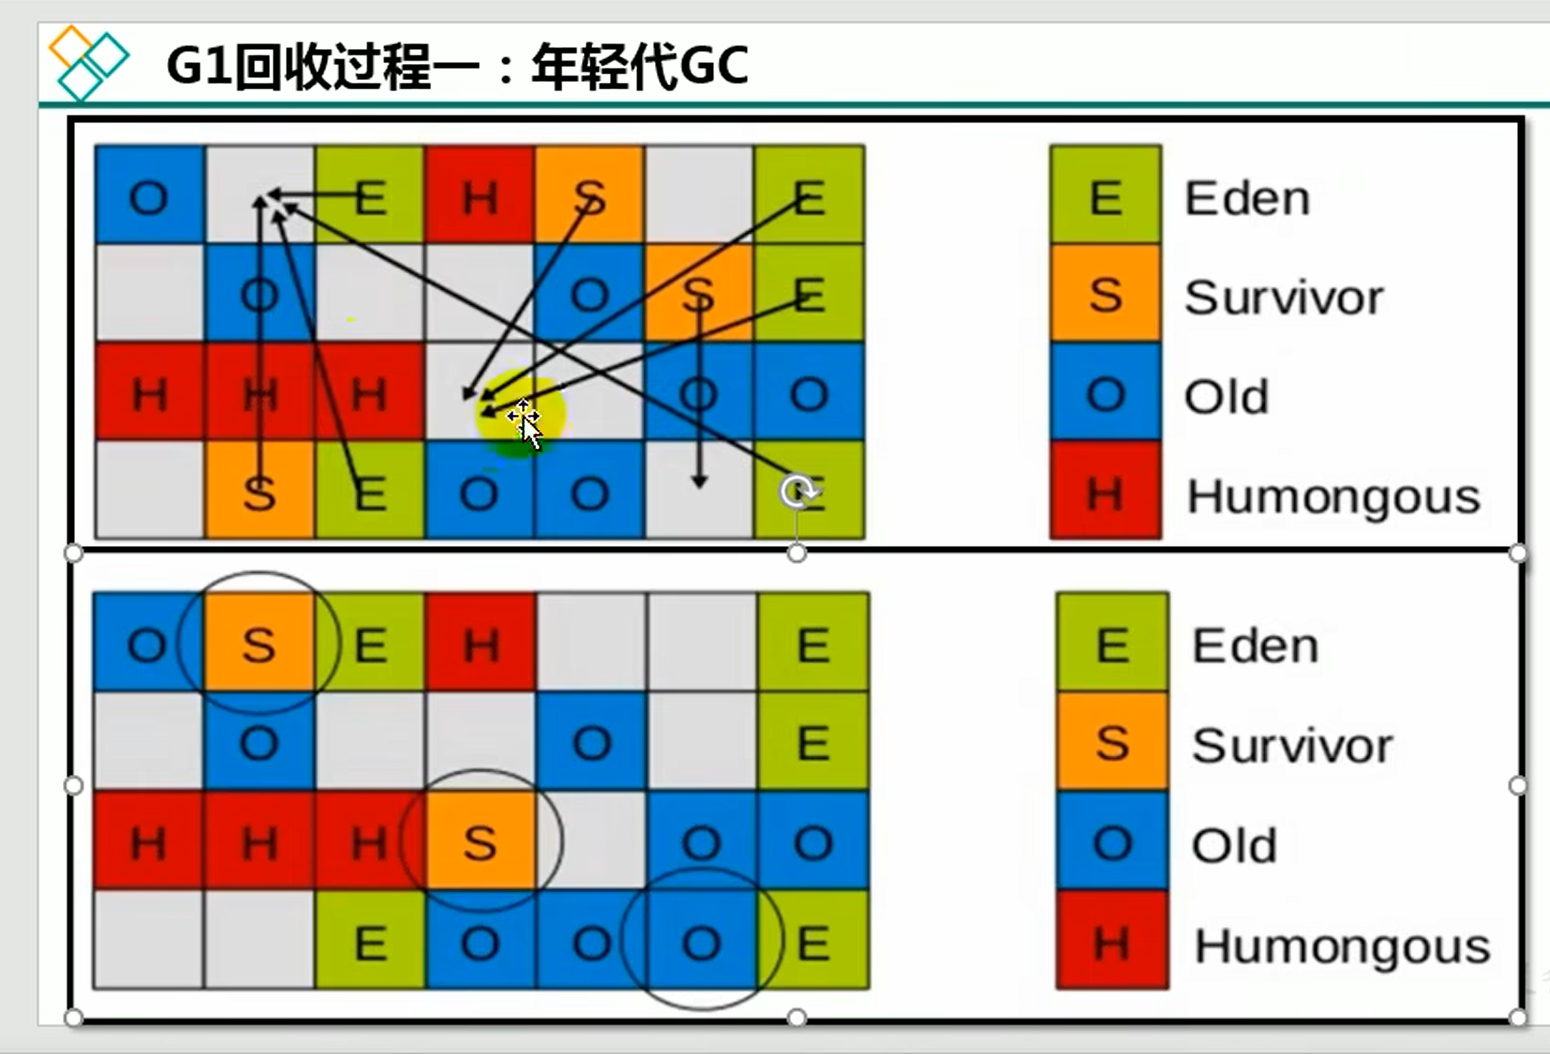 G1回收过程一：年轻代GC
O E H S E E Eden
O O S E S Survivor
H H H O O O Old
S E O O E H Humongous
O S E H E E Eden
O O E S Survivor
H H H S O O O Old
E O O O E H Humongous